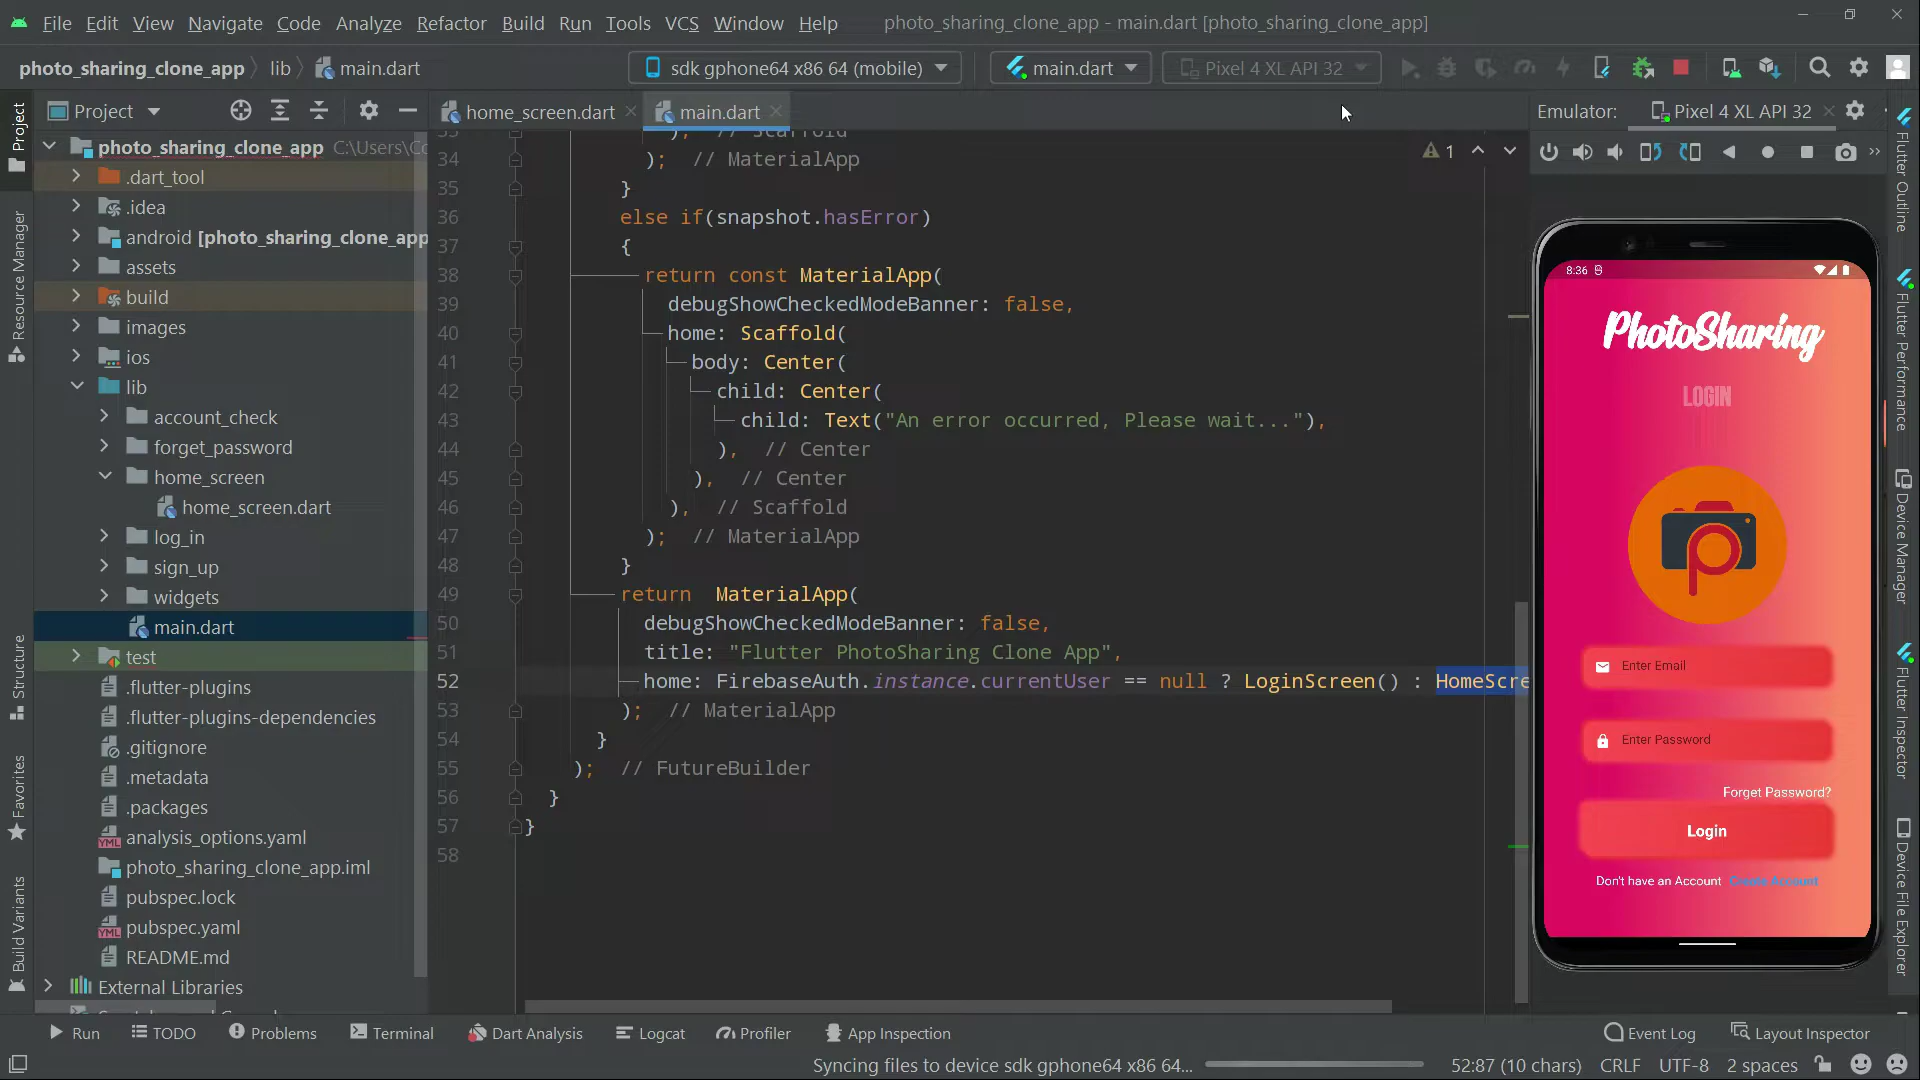 File Edit View Navigate Code Analyze Refactor Build Run Tools VCS Window Help photo_sharing_clone_app - main.dart [photo_sharing_clone_app]
photo_sharing_clone_app lib main.dart sdk gphone64 x86 64 (mobile) main.dart Pixel 4 XL API 32
Project home_screen.dart main.dart Emulator: Pixel 4 XL API 32
photo_sharing_clone_app
.dart_tool
.idea
android [photo_sharing_clone_app
assets
build
images
ios
lib
account_check
forget_password
home_screen
home_screen.dart
log_in
sign_up
widgets
main.dart
test
.flutter-plugins
.flutter-plugins-dependencies
.gitignore
.metadata
.packages
analysis_options.yaml
photo_sharing_clone_app.iml
pubspec.lock
pubspec.yaml
README.md
External Libraries
Project
Resource Manager
Structure
Favorites
Build Variants
1
), // Scaffold
34 ); // MaterialApp
35 }
36 else if(snapshot.hasError)
37 {
38 return const MaterialApp(
39 debugShowCheckedModeBanner: false,
40 home: Scaffold(
41 body: Center(
42 child: Center(
43 child: Text("An error occurred, Please wait..."),
44 ), // Center
45 ), // Center
46 ), // Scaffold
47 ); // MaterialApp
48 }
49 return MaterialApp(
50 debugShowCheckedModeBanner: false,
51 title: "Flutter PhotoSharing Clone App",
52 home: FirebaseAuth.instance.currentUser == null ? LoginScreen() : HomeScre
53 ); // MaterialApp
54 }
55 ); // FutureBuilder
56 }
57 }
58
8:36
PhotoSharing
LOGIN
Enter Email
Enter Password
Forget Password?
Login
Don't have an Account Create Account
Flutter Outline
Flutter Performance
Device Manager
Flutter Inspector
Device File Explorer
Run TODO Problems Terminal Dart Analysis Logcat Profiler App Inspection Event Log Layout Inspector
Syncing files to device sdk gphone64 x86 64... 52:87 (10 chars) CRLF UTF-8 2 spaces